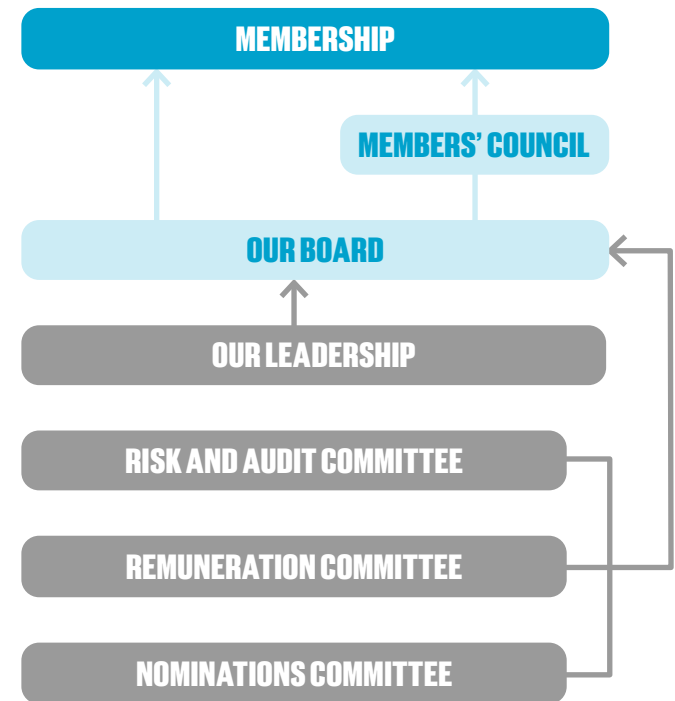 MEMBERSHIP
MEMBERS’ COUNCIL
OUR BOARD
OUR LEADERSHIP
RISK AND AUDIT COMMITTEE
REMUNERATION COMMITTEE
NOMINATIONS COMMITTEE